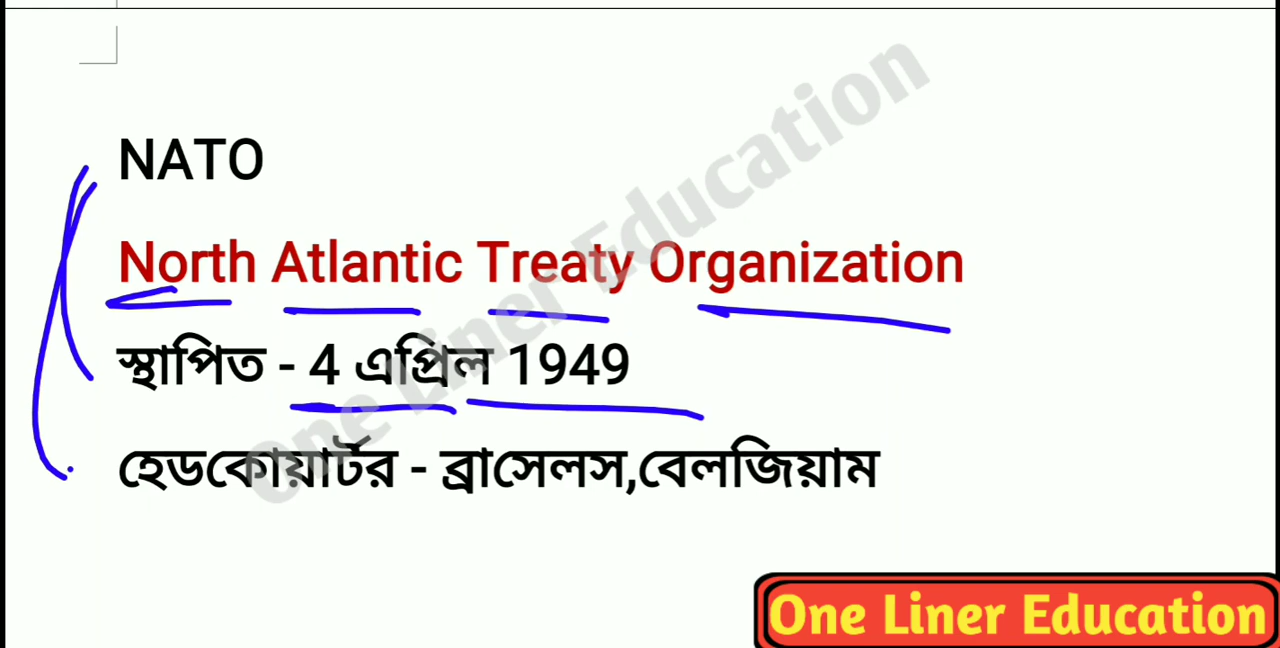 NATO
North Atlantic Treaty Organization
স্থাপিত - 4 এপ্রিল 1949
হেডকোয়ার্টর - ব্রাসেলস,বেলজিয়াম
One Liner Education
One Liner Education